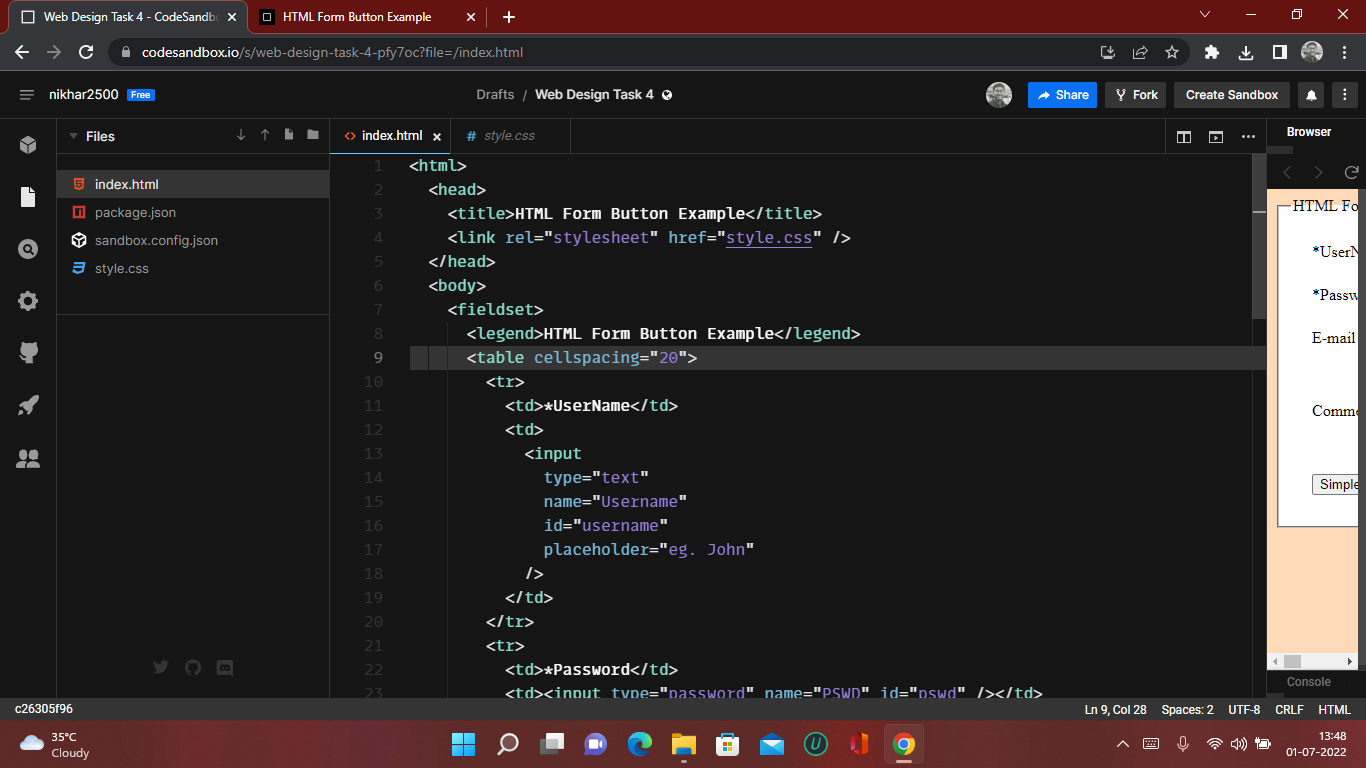 Web Design Task 4 - CodeSandbo
HTML Form Button Example
codesandbox.io/s/web-design-task-4-pfy7oc?file=/index.html
nikhar2500 Free
Drafts / Web Design Task 4
Share
Fork
Create Sandbox
Files
index.html
package.json
sandbox.config.json
style.css
index.html
style.css
1 <html>
2 <head>
3 <title>HTML Form Button Example</title>
4 <link rel="stylesheet" href="style.css" />
5 </head>
6 <body>
7 <fieldset>
8 <legend>HTML Form Button Example</legend>
9 <table cellspacing="20">
10 <tr>
11 <td>*UserName</td>
12 <td>
13 <input
14 type="text"
15 name="Username"
16 id="username"
17 placeholder="eg. John"
18 />
19 </td>
20 </tr>
21 <tr>
22 <td>*Password</td>
23 <td><input type="password" name="PSWD" id="pswd" /></td>
Browser
HTML Fo
*UserN
*Passw
E-mail
Comme
Simple
Console
c26305f96
Ln 9, Col 28 Spaces: 2 UTF-8 CRLF HTML
35°C
Cloudy
13:48
01-07-2022